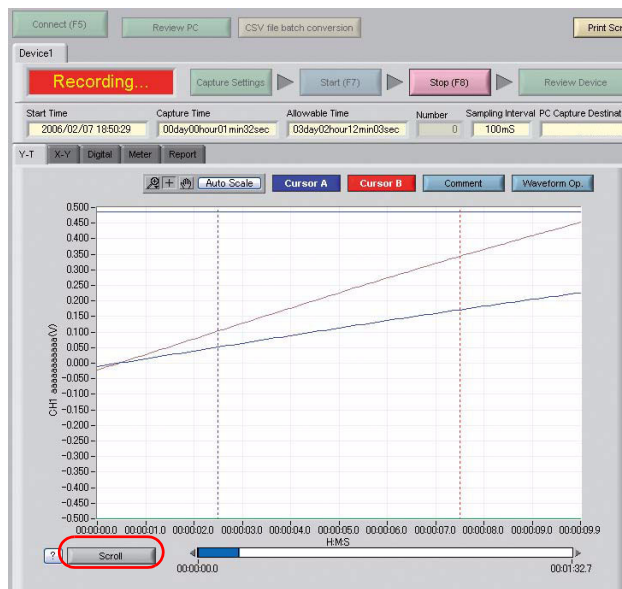 Connect (F5) Review PC CSV file batch conversion Print Scr
Device1
Recording... Capture Settings Start (F7) Stop (F8) Review Device
Start Time Capture Time Allowable Time Number Sampling Interval PC Capture Destinat
2006/02/07 18:50:29 00day00hour01min32sec 03day02hour12min03sec 0 100mS
Y-T X-Y Digital Meter Report
Auto Scale Cursor A Cursor B Comment Waveform Op.
0.500
0.450
0.400
0.350
0.300
0.250
0.200
0.150
0.100
0.050
0.000
-0.050
-0.100
-0.150
-0.200
-0.250
-0.300
-0.350
-0.400
-0.450
-0.500
CH1 aaaaaaaaaaa(V)
00:00:00.0 00:00:01.0 00:00:02.0 00:00:03.0 00:00:04.0 00:00:05.0 00:00:06.0 00:00:07.0 00:00:08.0 00:00:09.0 00:00:09.9
H:M:S
? Scroll
00:00:00.0 00:01:32.7